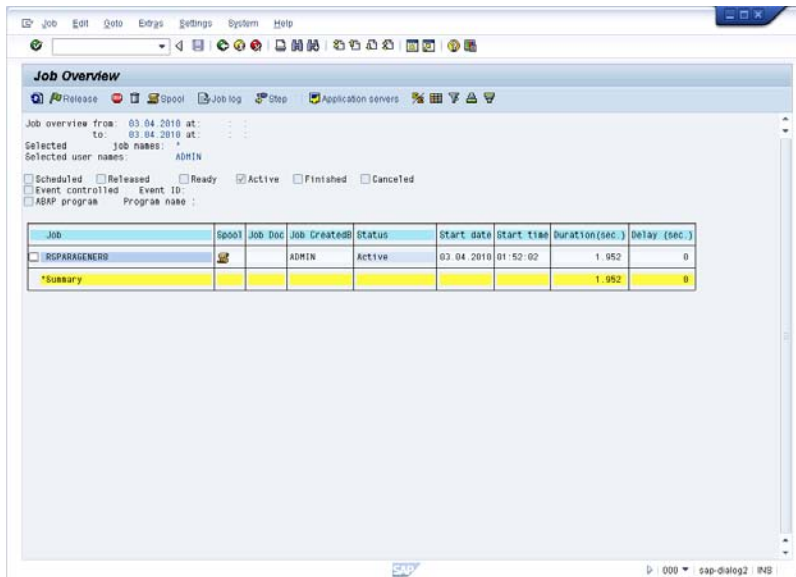 Job Edit Goto Extras Settings System Help
Job Overview
Release Spool Job log Step Application servers
Job overview from: 03.04.2010 at: : :
to: 03.04.2010 at: : :
Selected job names: *
Selected user names: ADMIN
Scheduled Released Ready Active Finished Canceled
Event controlled Event ID:
ABAP program Program name :
Job Spool Job Doc Job CreatedB Status Start date Start time Duration(sec.) Delay (sec.)
RSPARAGENER8 ADMIN Active 03.04.2010 01:52:02 1.952 0
*Summary 1.952 0
SAP
000 sap-dialog2 INS